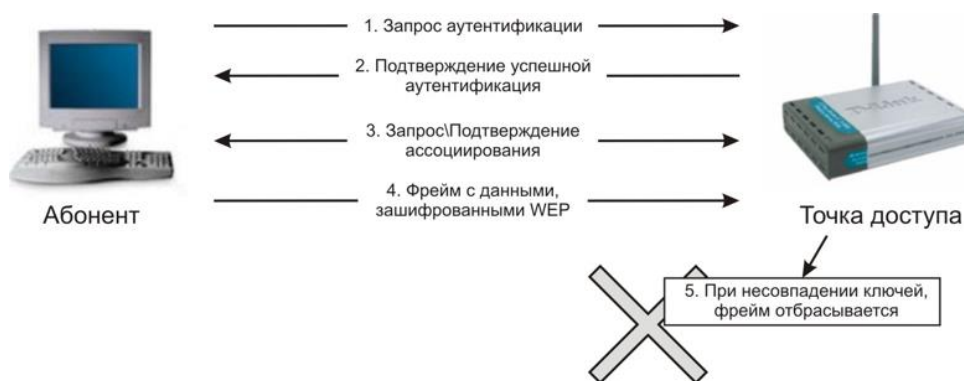 1. Запрос аутентификации
2. Подтверждение успешной
аутентификация
3. Запрос\Подтверждение
ассоциирования
4. Фрейм с данными,
зашифрованными WEP
Абонент
D-Link
Точка доступа
5. При несовпадении ключей,
фрейм отбрасывается